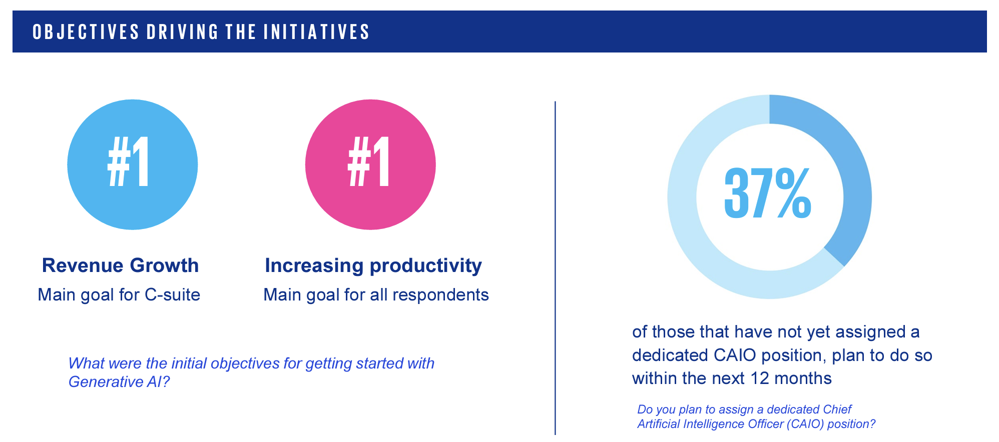 OBJECTIVES DRIVING THE INITIATIVES
#1
Revenue Growth
Main goal for C-suite
#1
Increasing productivity
Main goal for all respondents
What were the initial objectives for getting started with
Generative AI?
37%
of those that have not yet assigned a
dedicated CAIO position, plan to do so
within the next 12 months
Do you plan to assign a dedicated Chief
Artificial Intelligence Officer (CAIO) position?